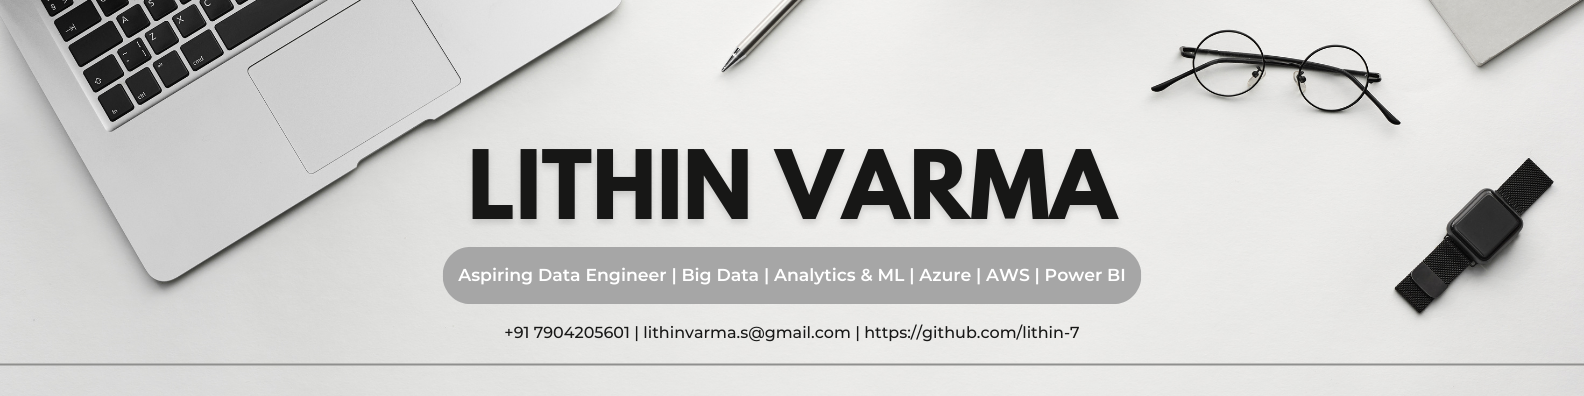 LITHIN VARMA
Aspiring Data Engineer | Big Data | Analytics & ML | Azure | AWS | Power BI
+91 7904205601 | lithinvarma.s@gmail.com | https://github.com/lithin-7